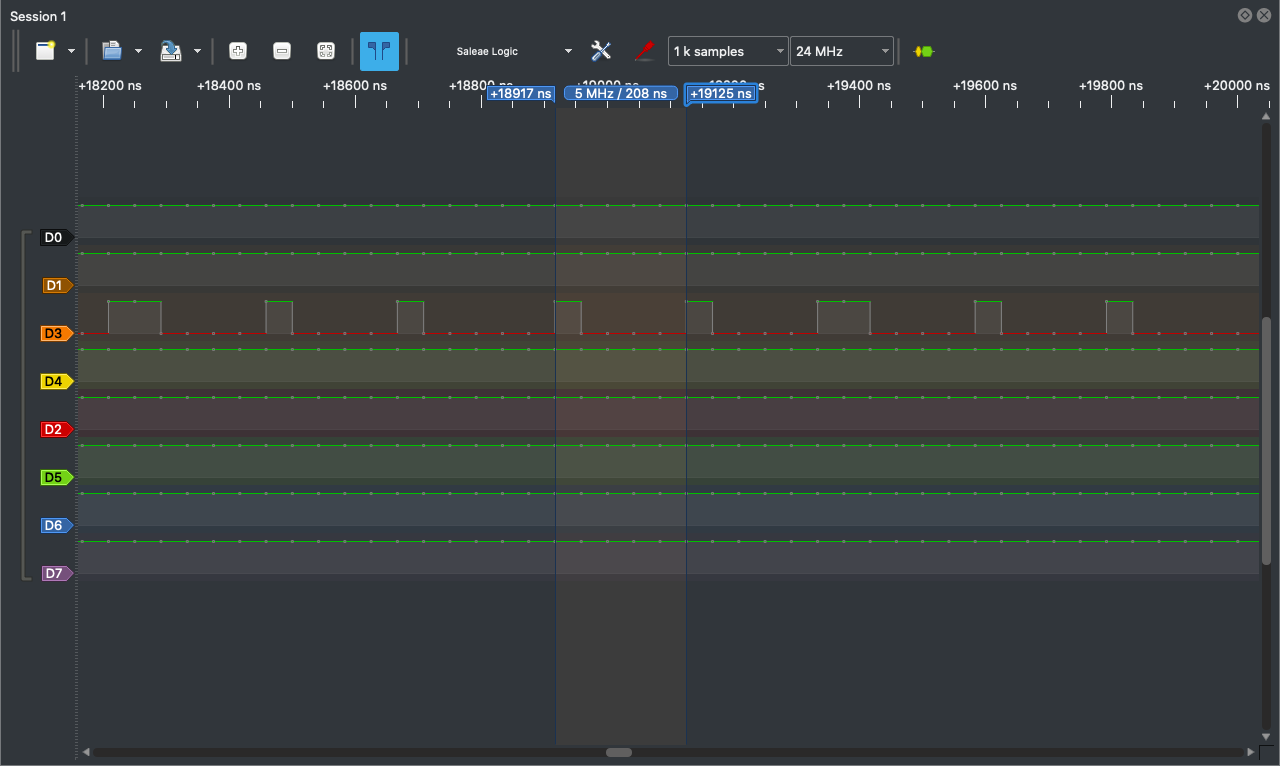 Session 1
Saleae Logic
1 k samples
24 MHz
+18200 ns
+18400 ns
+18600 ns
+18800
+18917 ns
5 MHz / 208 ns
+19125 ns
+19400 ns
+19600 ns
+19800 ns
+20000 ns
D0
D1
D3
D4
D2
D5
D6
D7